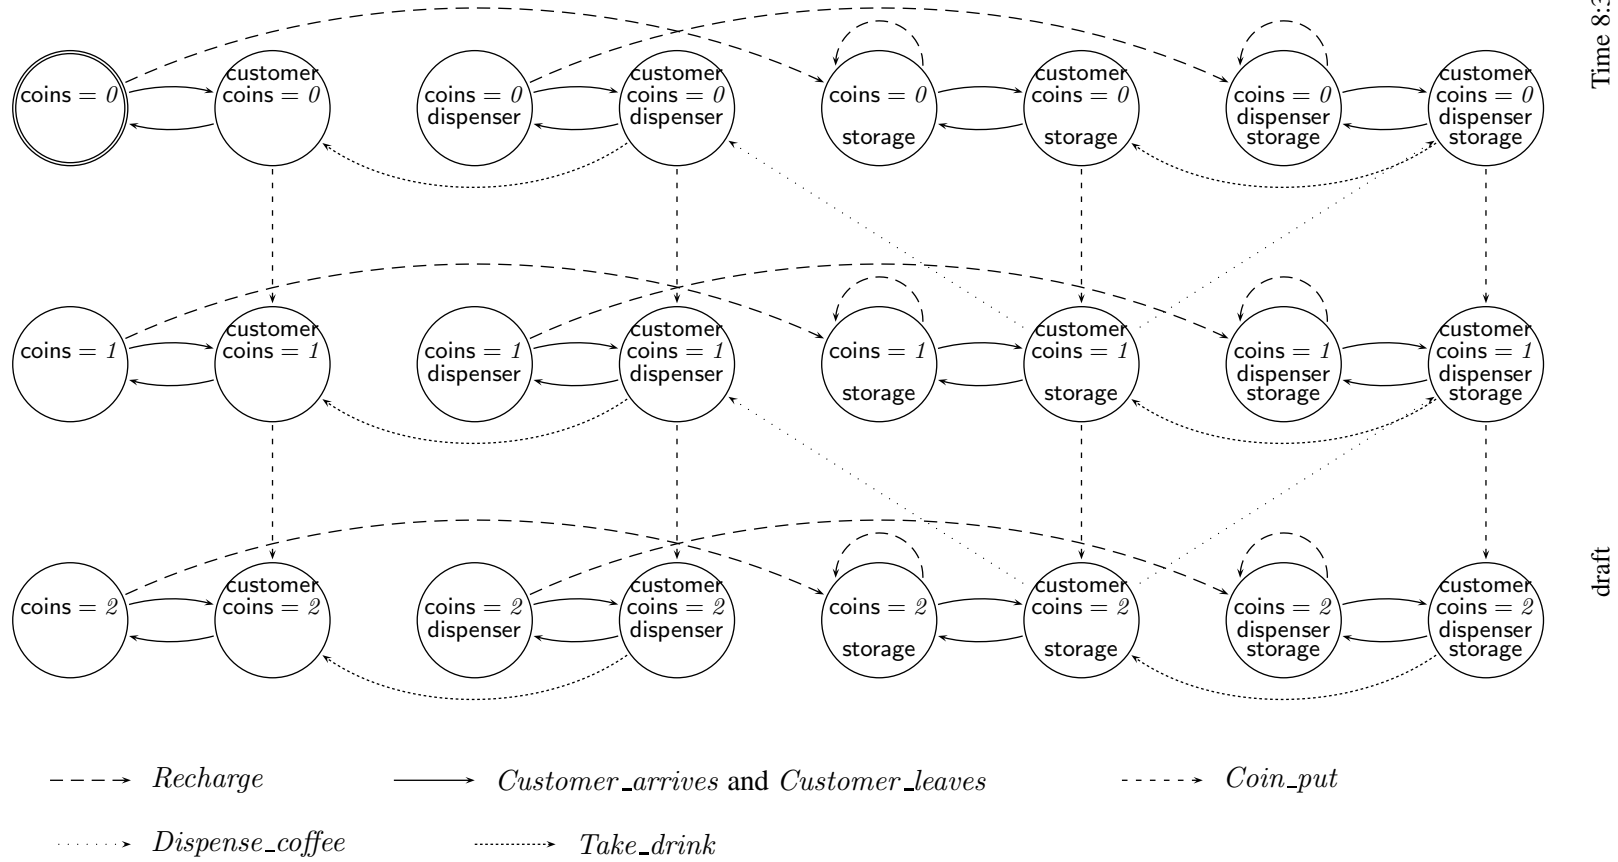 customer customer customer customer
coins = 0 coins = 0 coins = 0 coins = 0 coins = 0 coins = 0 coins = 0 coins = 0
dispenser dispenser dispenser dispenser
storage storage storage storage
customer customer customer customer
coins = 1 coins = 1 coins = 1 coins = 1 coins = 1 coins = 1 coins = 1 coins = 1
dispenser dispenser dispenser dispenser
storage storage storage storage
customer customer customer customer
coins = 2 coins = 2 coins = 2 coins = 2 coins = 2 coins = 2 coins = 2 coins = 2
dispenser dispenser dispenser dispenser
storage storage storage storage
Recharge Customer_arrives and Customer_leaves Coin_put
Dispense_coffee Take_drink
draft
Time